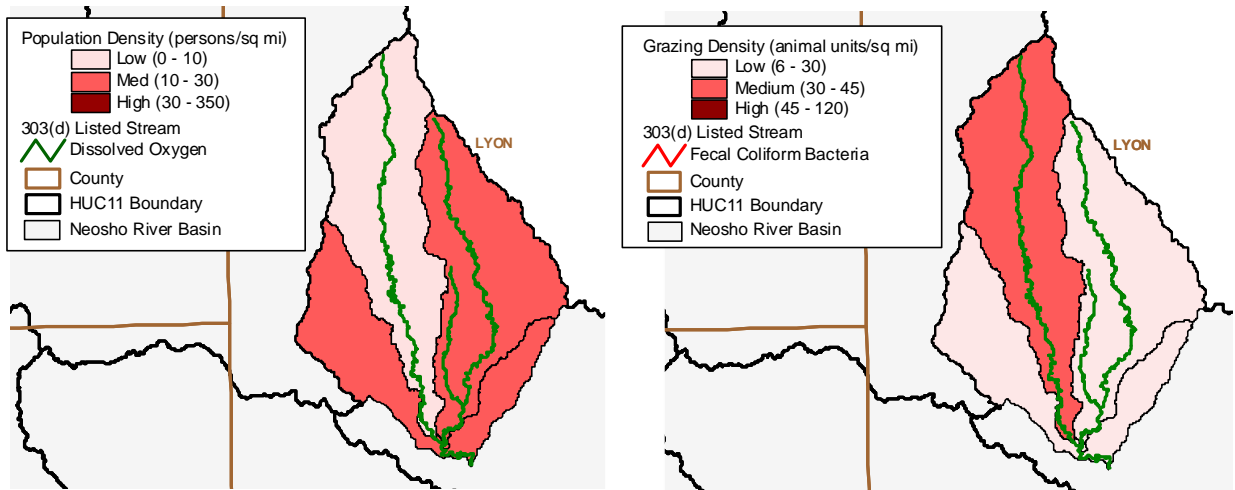 Population Density (persons/sq mi)
Low (0 - 10)
Med (10 - 30)
High (30 - 350)
303(d) Listed Stream
Dissolved Oxygen
County
HUC11 Boundary
Neosho River Basin
LYON
Grazing Density (animal units/sq mi)
Low (6 - 30)
Medium (30 - 45)
High (45 - 120)
303(d) Listed Stream
Fecal Coliform Bacteria
County
HUC11 Boundary
Neosho River Basin
LYON